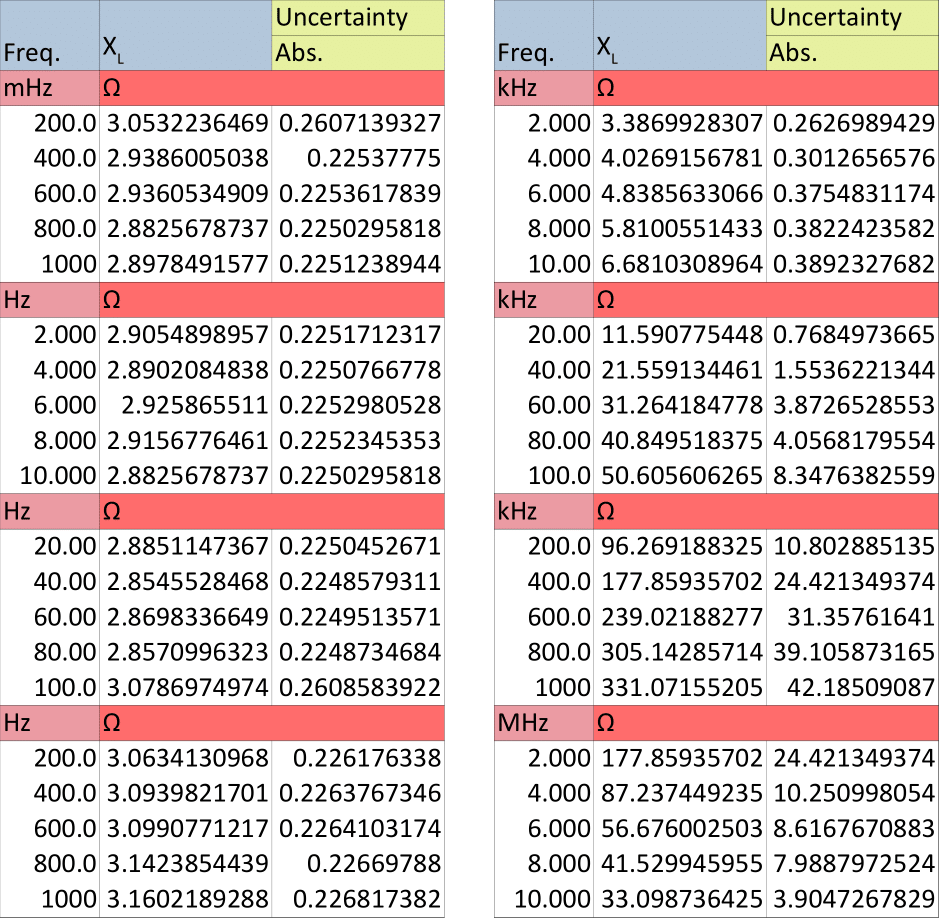 Freq. X_L Uncertainty
Abs.
mHz Ω
200.0 3.0532236469 0.2607139327
400.0 2.9386005038 0.22537775
600.0 2.9360534909 0.2253617839
800.0 2.8825678737 0.2250295818
1000 2.8978491577 0.2251238944
Hz Ω
2.000 2.9054898957 0.2251712317
4.000 2.8902084838 0.2250766778
6.000 2.925865511 0.2252980528
8.000 2.9156776461 0.2252345353
10.000 2.8825678737 0.2250295818
Hz Ω
20.00 2.8851147367 0.2250452671
40.00 2.8545528468 0.2248579311
60.00 2.8698336649 0.2249513571
80.00 2.8570996323 0.2248734684
100.0 3.0786974974 0.2608583922
Hz Ω
200.0 3.0634130968 0.226176338
400.0 3.0939821701 0.2263767346
600.0 3.0990771217 0.2264103174
800.0 3.1423854439 0.22669788
1000 3.1602189288 0.226817382
Freq. X_L Uncertainty
Abs.
kHz Ω
2.000 3.3869928307 0.2626989429
4.000 4.0269156781 0.3012656576
6.000 4.8385633066 0.3754831174
8.000 5.8100551433 0.3822423582
10.00 6.6810308964 0.3892327682
kHz Ω
20.00 11.590775448 0.7684973665
40.00 21.559134461 1.5536221344
60.00 31.264184778 3.8726528553
80.00 40.849518375 4.0568179554
100.0 50.605606265 8.3476382559
kHz Ω
200.0 96.269188325 10.802885135
400.0 177.85935702 24.421349374
600.0 239.02188277 31.35761641
800.0 305.14285714 39.105873165
1000 331.07155205 42.18509087
MHz Ω
2.000 177.85935702 24.421349374
4.000 87.237449235 10.250998054
6.000 56.676002503 8.6167670883
8.000 41.529945955 7.9887972524
10.000 33.098736425 3.9047267829